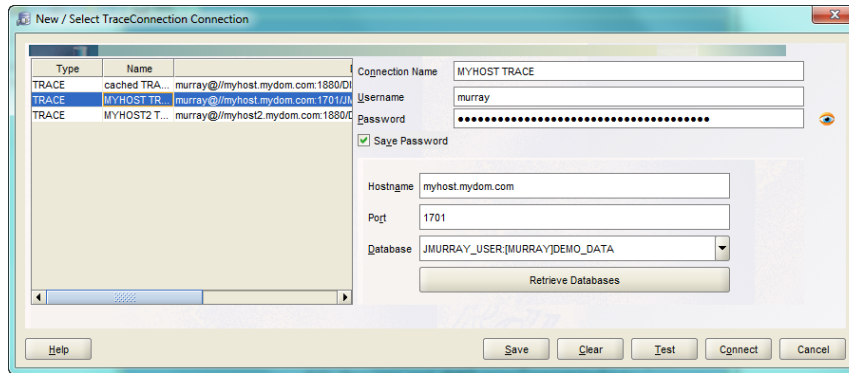 New / Select TraceConnection Connection
Type Name
TRACE cached TRA... murray@//myhost.mydom.com:1880/DI
TRACE MYHOST TR... murray@//myhost.mydom.com:1701/JM
TRACE MYHOST2 T... murray@//myhost2.mydom.com:1880/D
Connection Name MYHOST TRACE
Username murray
Password
Save Password
Hostname myhost.mydom.com
Port 1701
Database JMURRAY_USER:[MURRAY]DEMO_DATA
Retrieve Databases
Help Save Clear Test Connect Cancel